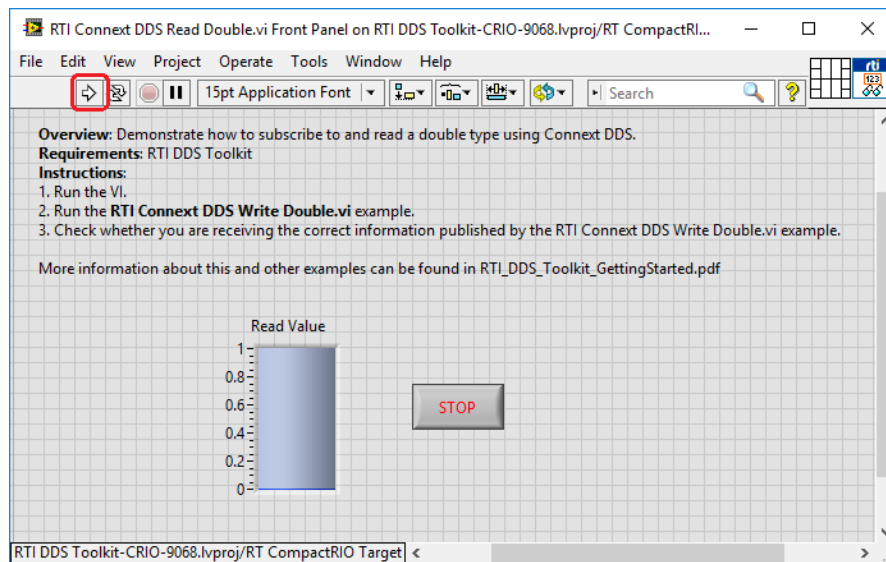 RTI Connext DDS Read Double.vi Front Panel on RTI DDS Toolkit-CRIO-9068.lvproj/RT CompactRI...
File Edit View Project Operate Tools Window Help
15pt Application Font
Search
rti
123
Overview: Demonstrate how to subscribe to and read a double type using Connext DDS.
Requirements: RTI DDS Toolkit
Instructions:
1. Run the VI.
2. Run the RTI Connext DDS Write Double.vi example.
3. Check whether you are receiving the correct information published by the RTI Connext DDS Write Double.vi example.
More information about this and other examples can be found in RTI_DDS_Toolkit_GettingStarted.pdf
Read Value
1
0.8
0.6
0.4
0.2
0
STOP
RTI DDS Toolkit-CRIO-9068.lvproj/RT CompactRIO Target